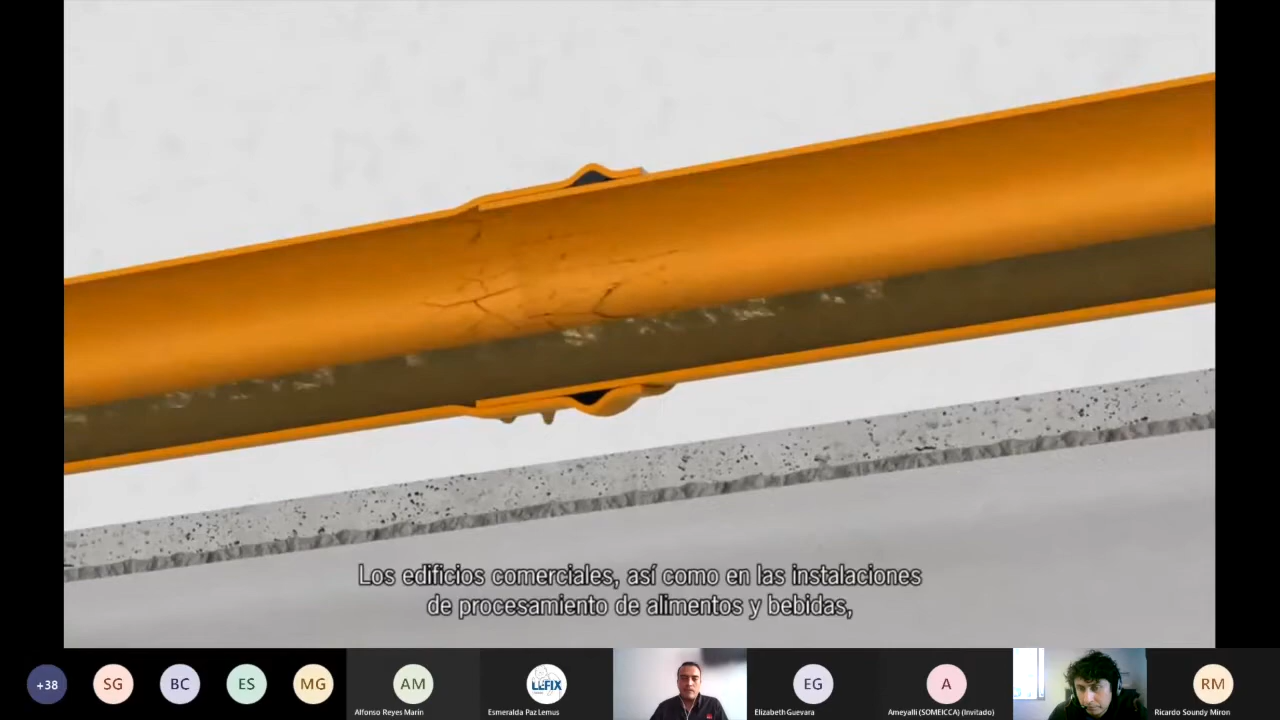 Los edificios comerciales, así como en las instalaciones
de procesamiento de alimentos y bebidas,
+38
SG
BC
ES
MG
AM
Alfonso Reyes Marin
LEFIX
Esmeralda Paz Lemus
EG
Elizabeth Guevara
A
Ameyalli (SOMEICCA) (Invitado)
RM
Ricardo Soundy Miron